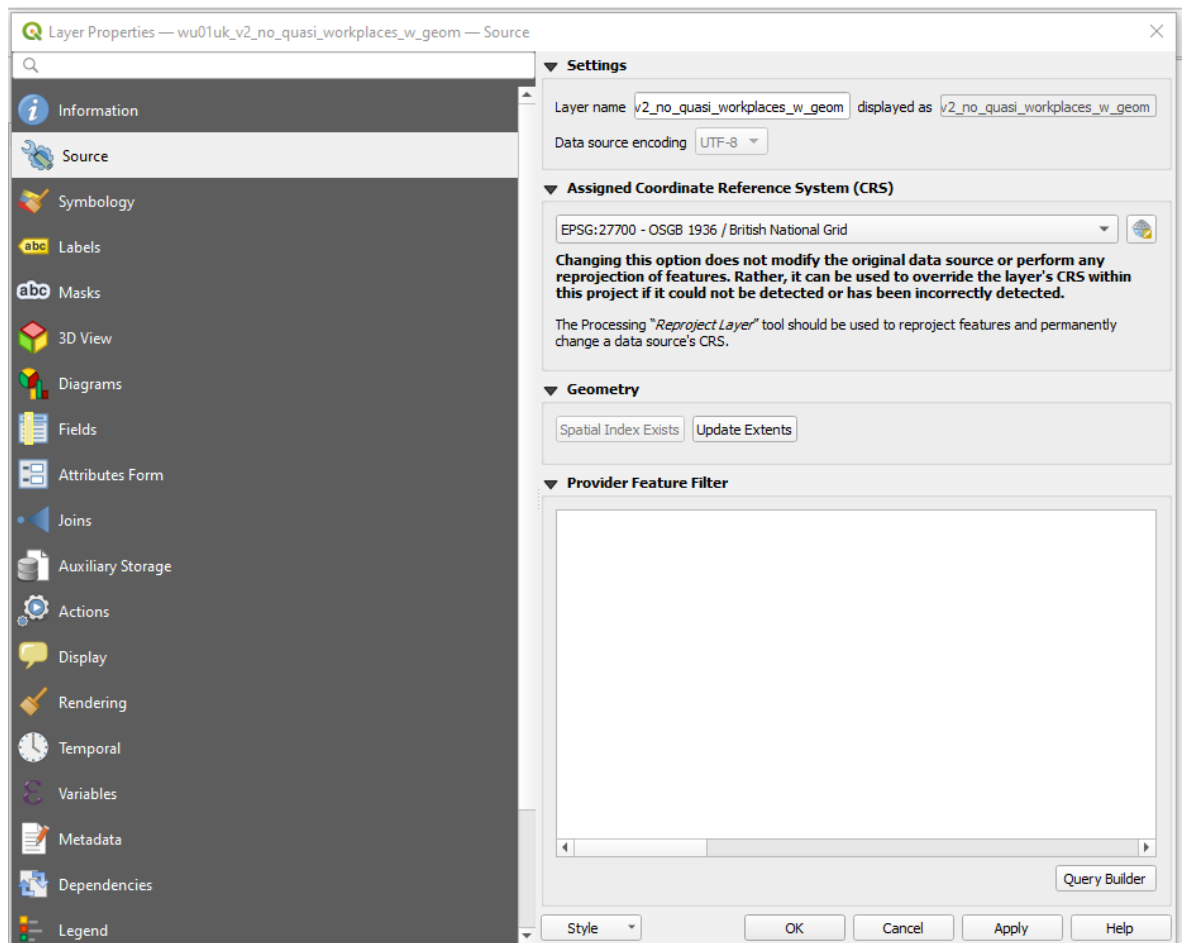 Layer Properties — wu01uk_v2_no_quasi_workplaces_w_geom — Source
Information
Source
Symbology
abc Labels
abc Masks
3D View
Diagrams
Fields
Attributes Form
Joins
Auxiliary Storage
Actions
Display
Rendering
Temporal
Variables
Metadata
Dependencies
Legend
Settings
Layer name v2_no_quasi_workplaces_w_geom displayed as v2_no_quasi_workplaces_w_geom
Data source encoding UTF-8
Assigned Coordinate Reference System (CRS)
EPSG:27700 - OSGB 1936 / British National Grid
Changing this option does not modify the original data source or perform any
reprojection of features. Rather, it can be used to override the layer's CRS within
this project if it could not be detected or has been incorrectly detected.
The Processing "Reproject Layer" tool should be used to reproject features and permanently
change a data source's CRS.
Geometry
Spatial Index Exists Update Extents
Provider Feature Filter
Query Builder
Style OK Cancel Apply Help